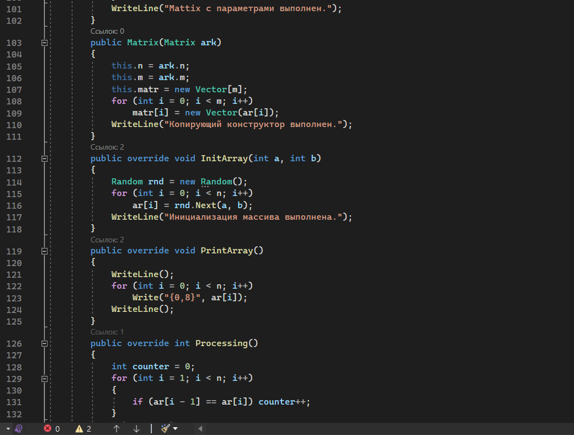 101 WriteLine("Mattix с параметрами выполнен.");
102 }
Ссылок: 0
103 public Matrix(Matrix ark)
104 {
105 this.n = ark.n;
106 this.m = ark.m;
107 this.matr = new Vector[m];
108 for (int i = 0; i < m; i++)
109 matr[i] = new Vector(ar[i]);
110 WriteLine("Копирующий конструктор выполнен.");
111 }
Ссылок: 2
112 public override void InitArray(int a, int b)
113 {
114 Random rnd = new Random();
115 for (int i = 0; i < n; i++)
116 ar[i] = rnd.Next(a, b);
117 WriteLine("Инициализация массива выполнена.");
118 }
Ссылок: 2
119 public override void PrintArray()
120 {
121 WriteLine();
122 for (int i = 0; i < n; i++)
123 Write("{0,8}", ar[i]);
124 WriteLine();
125 }
Ссылок: 1
126 public override int Processing()
127 {
128 int counter = 0;
129 for (int i = 1; i < n; i++)
130 {
131 if (ar[i - 1] == ar[i]) counter++;
132 }
0 2